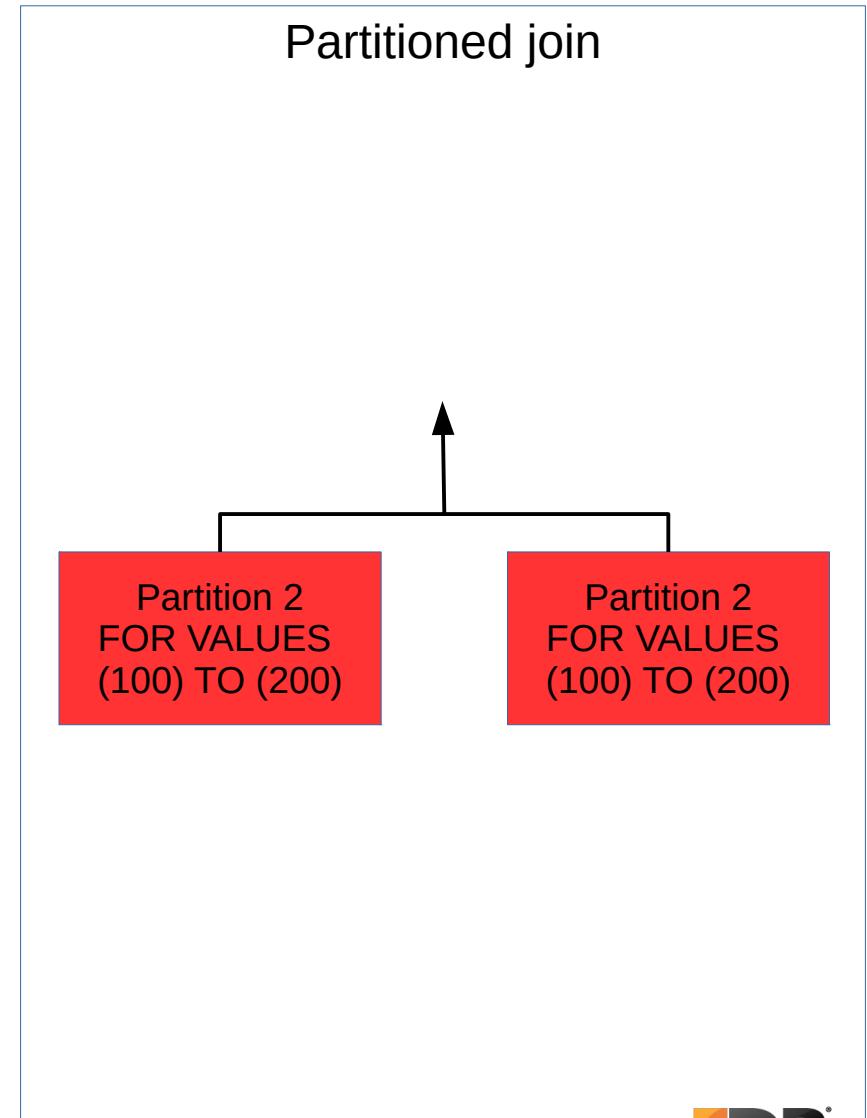 Partitioned join
Partition 2
FOR VALUES
(100) TO (200)
Partition 2
FOR VALUES
(100) TO (200)